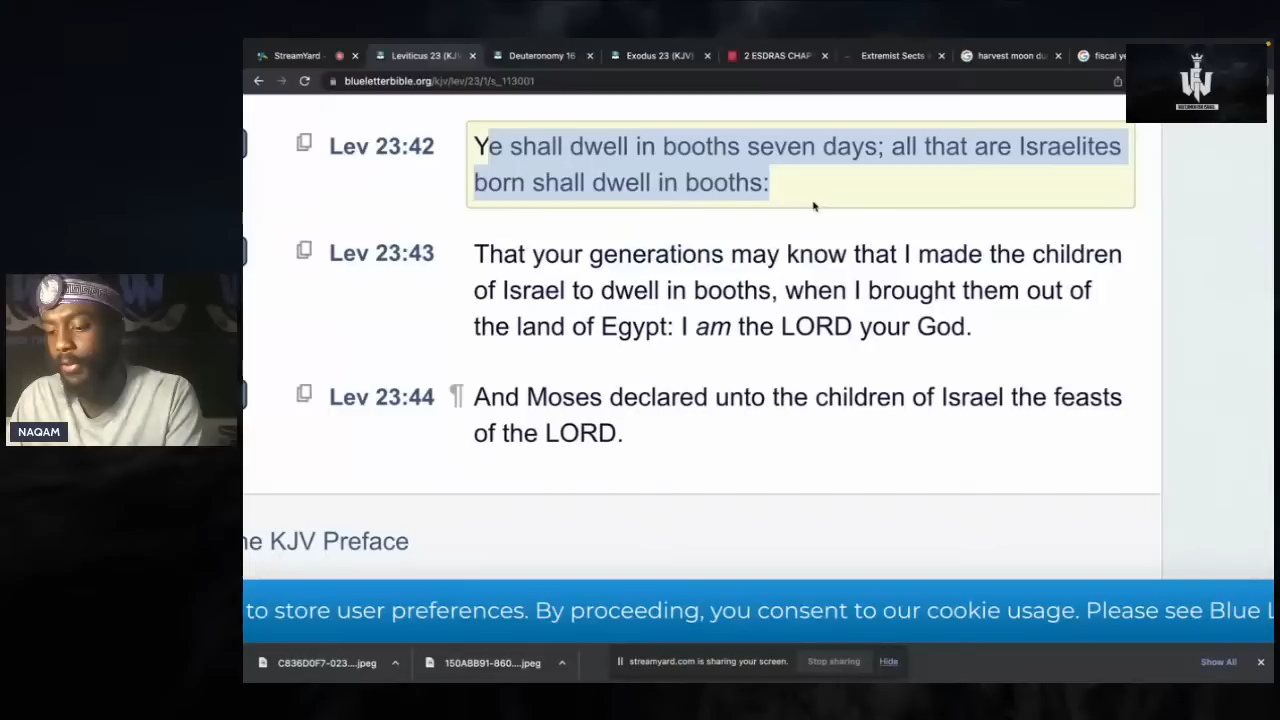 StreamYard
Leviticus 23 (KJV
Deuteronomy 16
Exodus 23 (KJV)
2 ESDRAS CHAP
Extremist Sects
harvest moon du
fiscal ye
blueletterbible.org/kjv/lev/23/1/s_113001
Lev 23:42
Ye shall dwell in booths seven days; all that are Israelites
born shall dwell in booths:
Lev 23:43
That your generations may know that I made the children
of Israel to dwell in booths, when I brought them out of
the land of Egypt: I am the LORD your God.
Lev 23:44
¶ And Moses declared unto the children of Israel the feasts
of the LORD.
NAQAM
he KJV Preface
to store user preferences. By proceeding, you consent to our cookie usage. Please see Blue L
C836D0F7-023....jpeg
150ABB91-860....jpeg
streamyard.com is sharing your screen.
Stop sharing
Hide
Show All